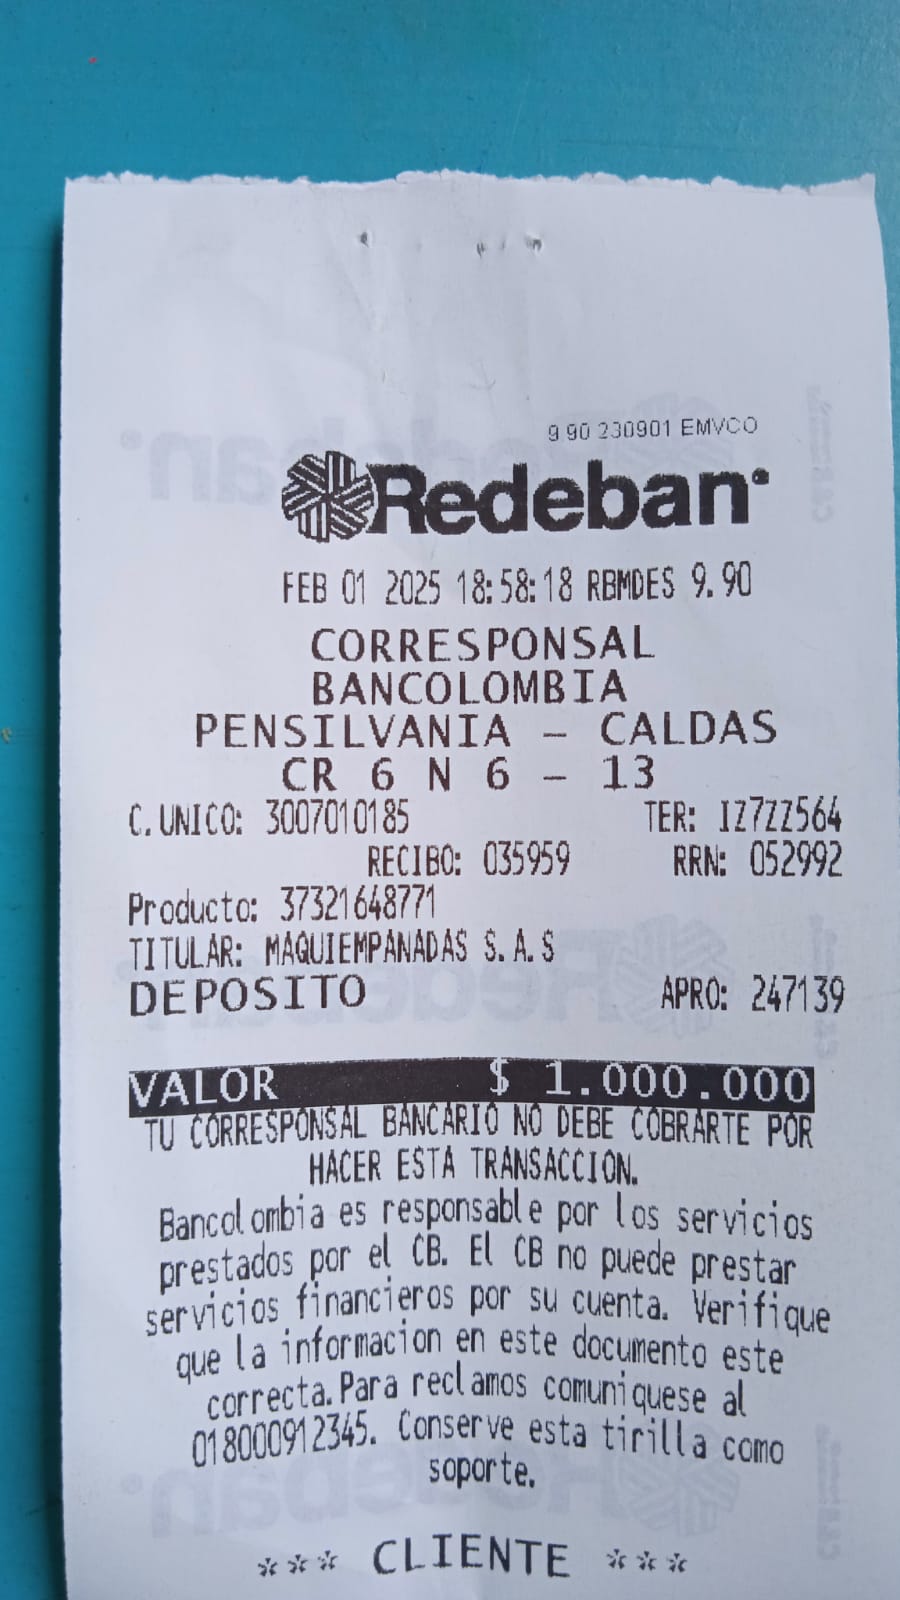 9 90 230901 EMVCO
Redeban
FEB 01 2025 18:58:18 RBMDES 9.90
CORRESPONSAL
BANCOLOMBIA
PENSILVANIA - CALDAS
CR 6 N 6 - 13
C.UNICO: 3007010185 TER: IZ7ZZ564
RECIBO: 035959 RRN: 052992
Producto: 37321648771
TITULAR: MAQUIEMPANADAS S.A.S
DEPOSITO APRO: 247139
VALOR $ 1.000.000
TU CORRESPONSAL BANCARIO NO DEBE COBRARTE POR
HACER ESTA TRANSACCION.
Bancolombia es responsable por los servicios
prestados por el CB. El CB no puede prestar
servicios financieros por su cuenta. Verifique
que la informacion en este documento este
correcta.Para reclamos comuniquese al
018000912345. Conserve esta tirilla como
soporte.
*** CLIENTE ***